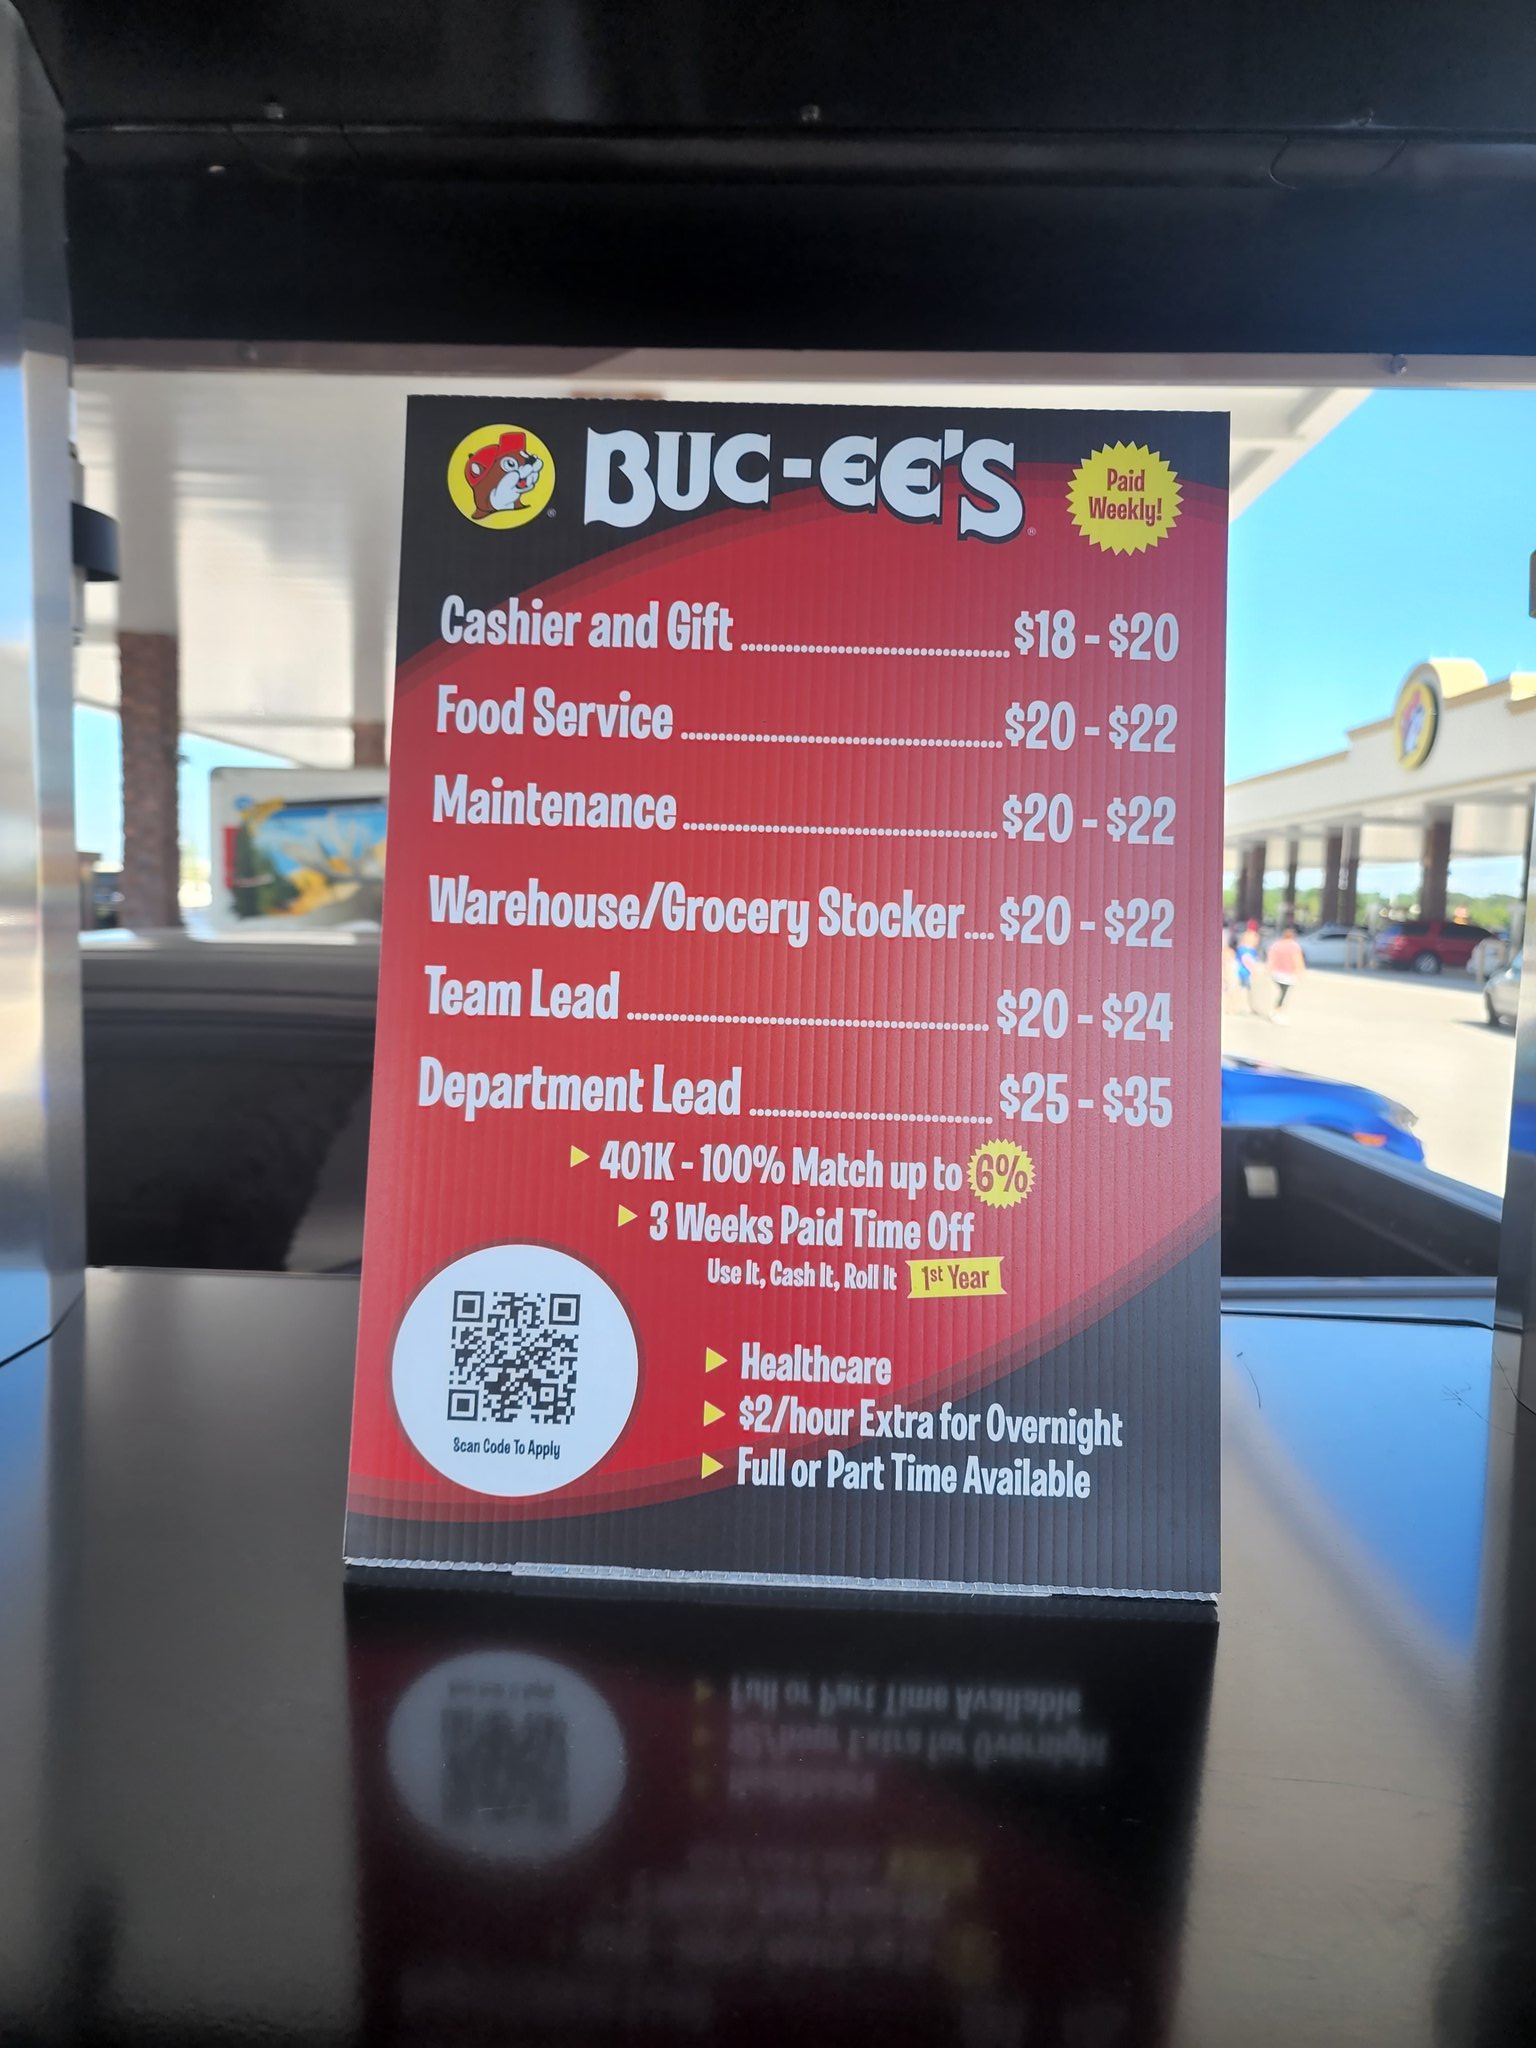 BUC-EE'S
Paid
Weekly!
Cashier and Gift ........ $18 - $20
Food Service ........ $20 - $22
Maintenance ........ $20 - $22
Warehouse/Grocery Stocker.... $20 - $22
Team Lead ........ $20 - $24
Department Lead ........ $25 - $35
401K - 100% Match up to 6%
3 Weeks Paid Time Off
Use It, Cash It, Roll It 1st Year
Healthcare
$2/hour Extra for Overnight
Full or Part Time Available
Scan Code To Apply